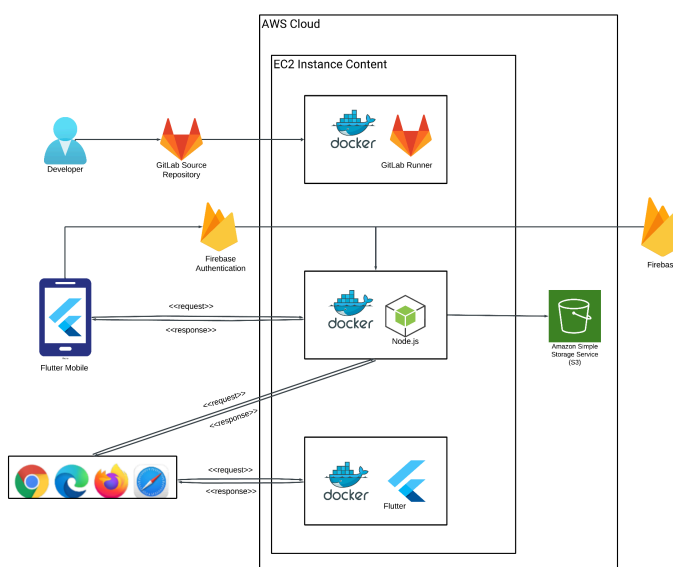 AWS Cloud
EC2 Instance Content
docker
Developer
GitLab Source
Repository
GitLab Runner
Firebase
Authentication
Firebas
<<request>>
docker
<<response>>
Node.js
Flutter Mobile
Amazon Simple
Storage Service
(S3)
<<request>>
<<response>>
<<request>>
<<response>>
docker
Flutter